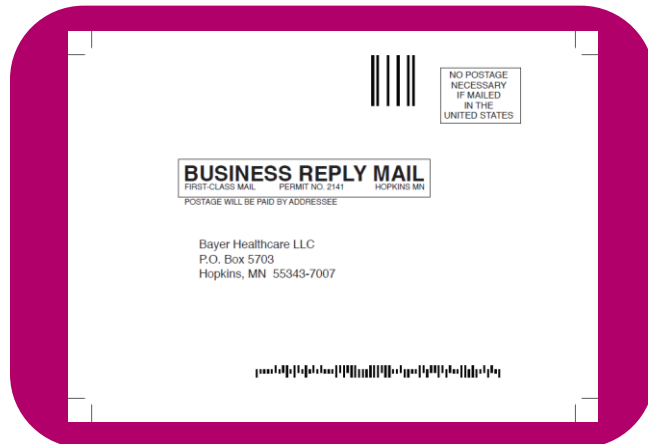 NO POSTAGE
NECESSARY
IF MAILED
IN THE
UNITED STATES
BUSINESS REPLY MAIL
FIRST-CLASS MAIL PERMIT NO. 2141 HOPKINS MN
POSTAGE WILL BE PAID BY ADDRESSEE
Bayer Healthcare LLC
P.O. Box 5703
Hopkins, MN 55343-7007